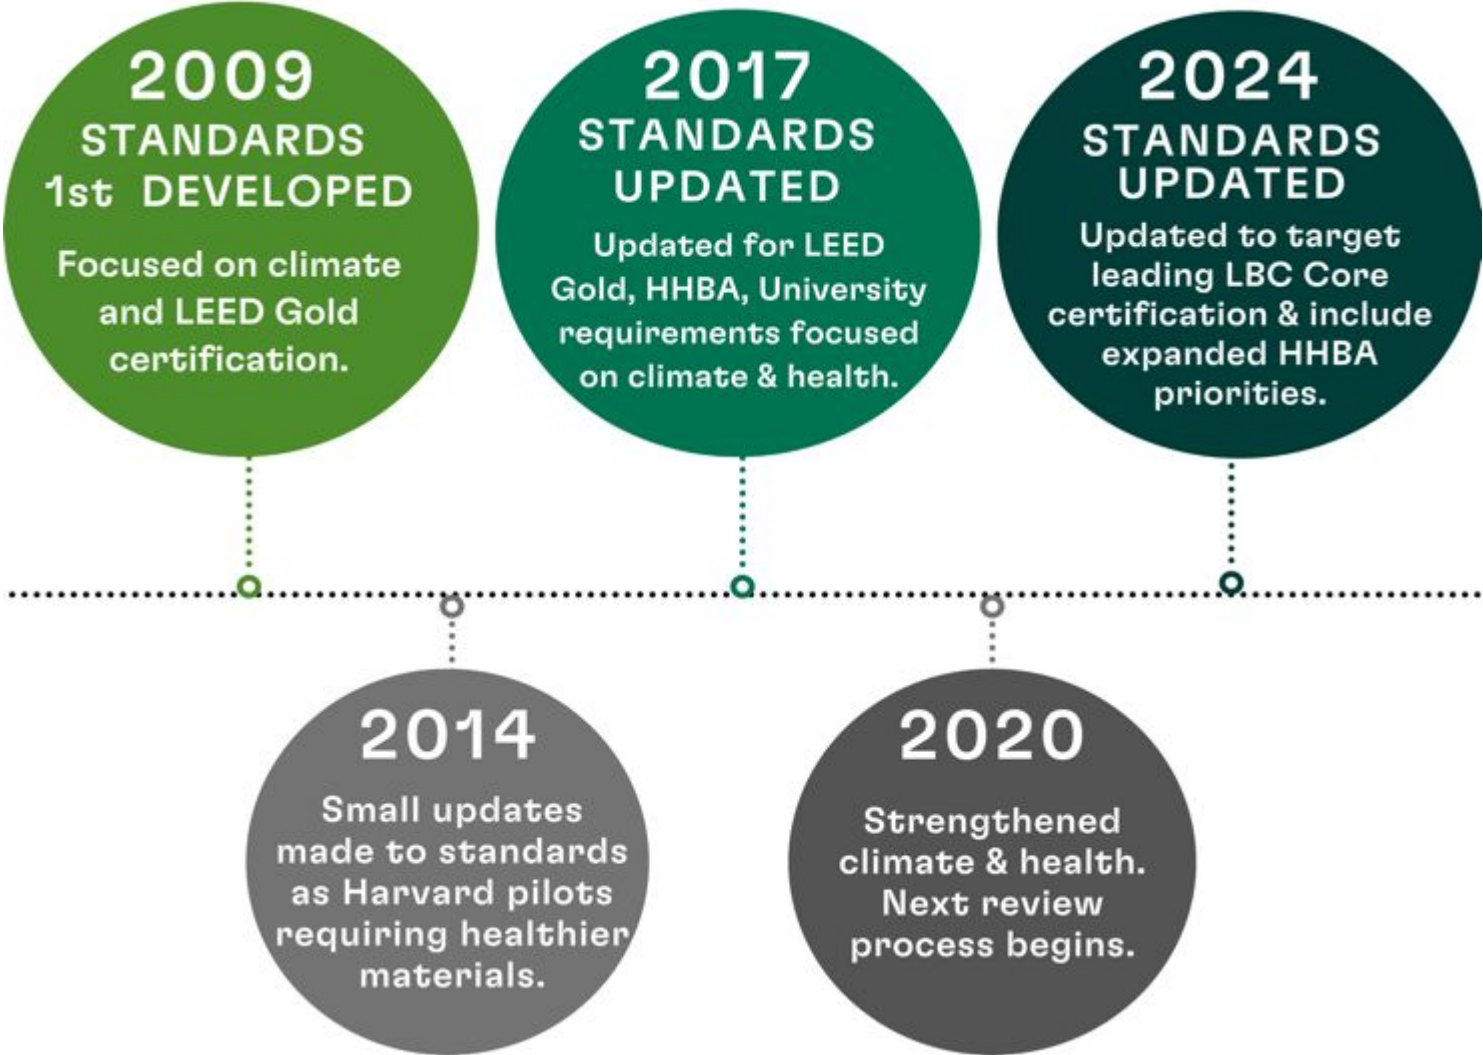 2009
STANDARDS
1st DEVELOPED
Focused on climate
and LEED Gold
certification.
2017
STANDARDS
UPDATED
Updated for LEED
Gold, HHBA, University
requirements focused
on climate & health.
2024
STANDARDS
UPDATED
Updated to target
leading LBC Core
certification & include
expanded HHBA
priorities.
2014
Small updates
made to standards
as Harvard pilots
requiring healthier
materials.
2020
Strengthened
climate & health.
Next review
process begins.